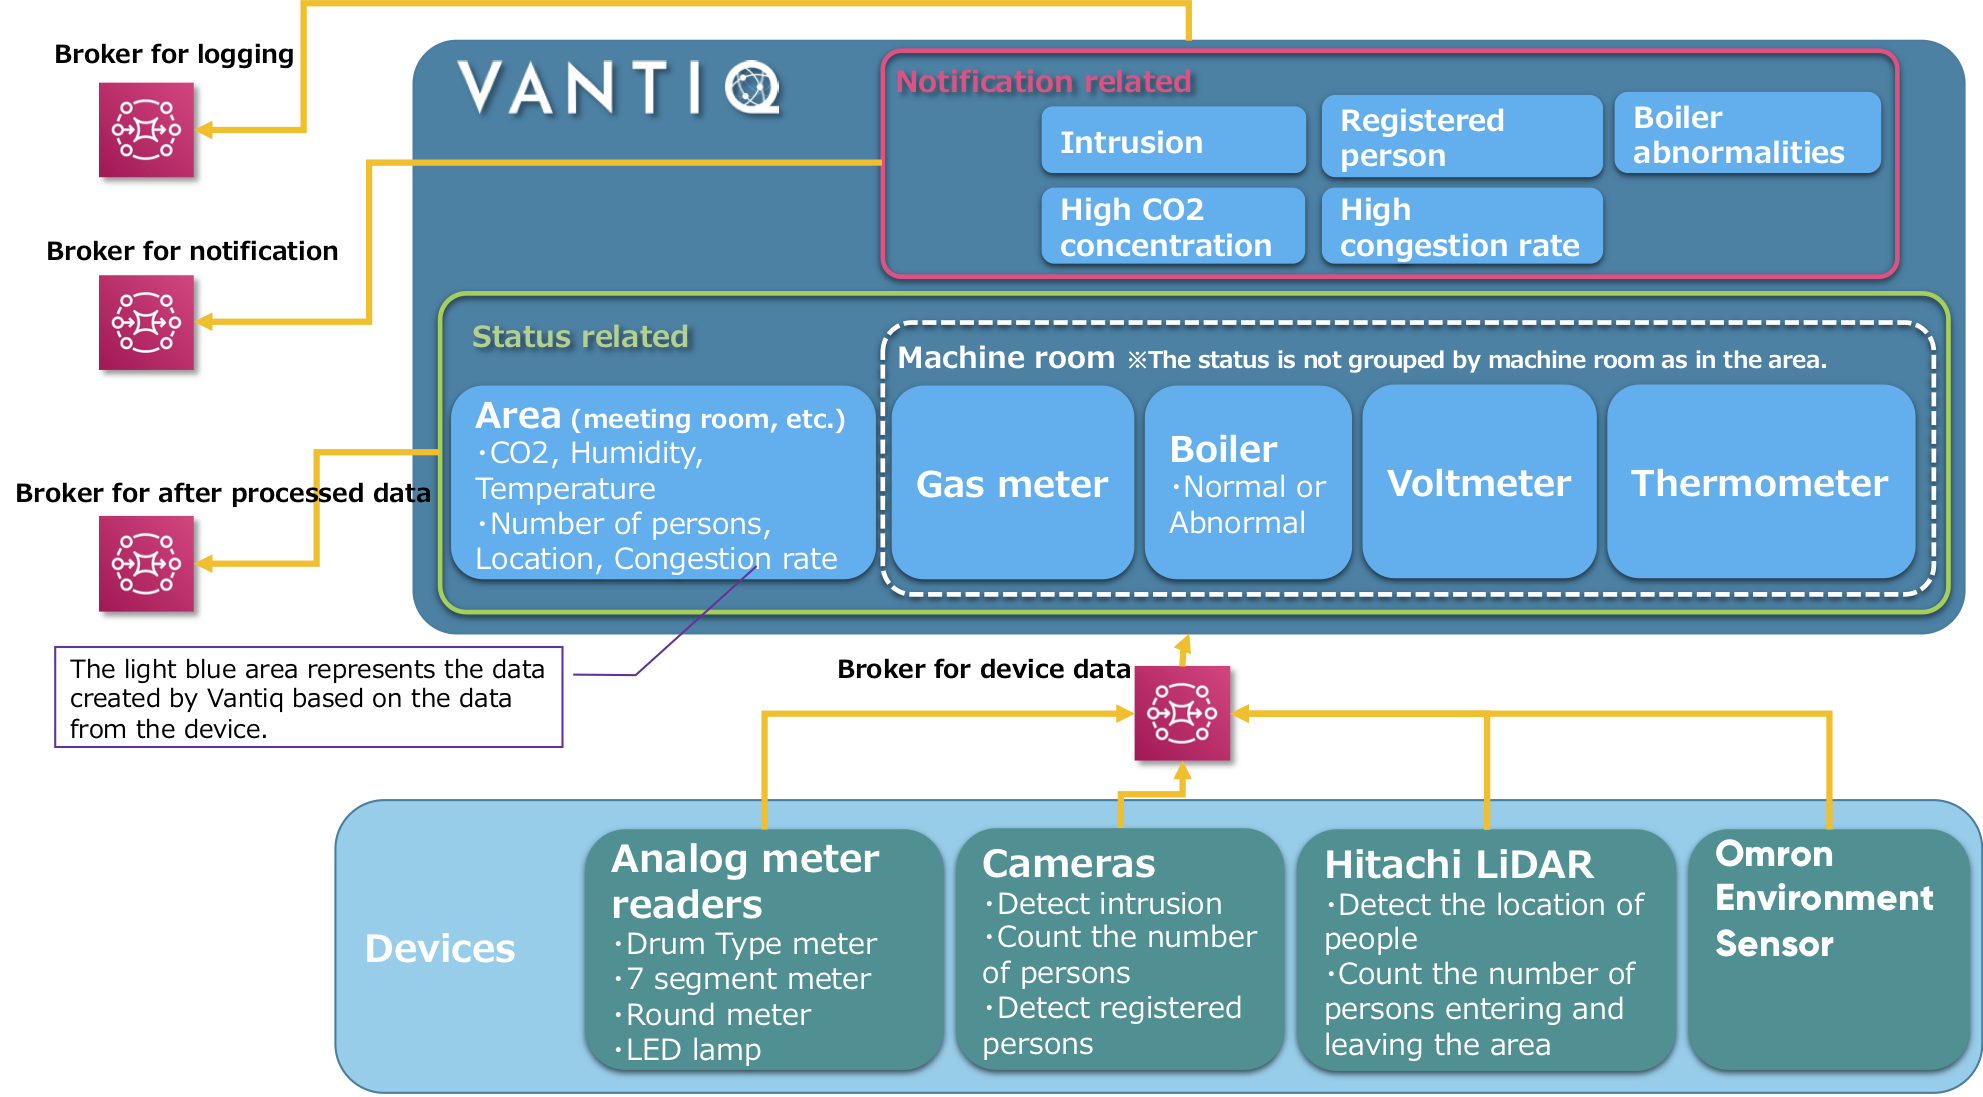 Broker for logging
VANTIQ
Notification related
Intrusion
Registered
person
Boiler
abnormalities
High CO2
concentration
High
congestion rate
Broker for notification
Status related
Machine room ※The status is not grouped by machine room as in the area.
Area (meeting room, etc.)
・CO2, Humidity,
Temperature
・Number of persons,
Location, Congestion rate
Gas meter
Boiler
・Normal or
Abnormal
Voltmeter
Thermometer
Broker for after processed data
The light blue area represents the data
created by Vantiq based on the data
from the device.
Broker for device data
Devices
Analog meter
readers
・Drum Type meter
・7 segment meter
・Round meter
・LED lamp
Cameras
・Detect intrusion
・Count the number
of persons
・Detect registered
persons
Hitachi LiDAR
・Detect the location of
people
・Count the number of
persons entering and
leaving the area
Omron
Environment
Sensor